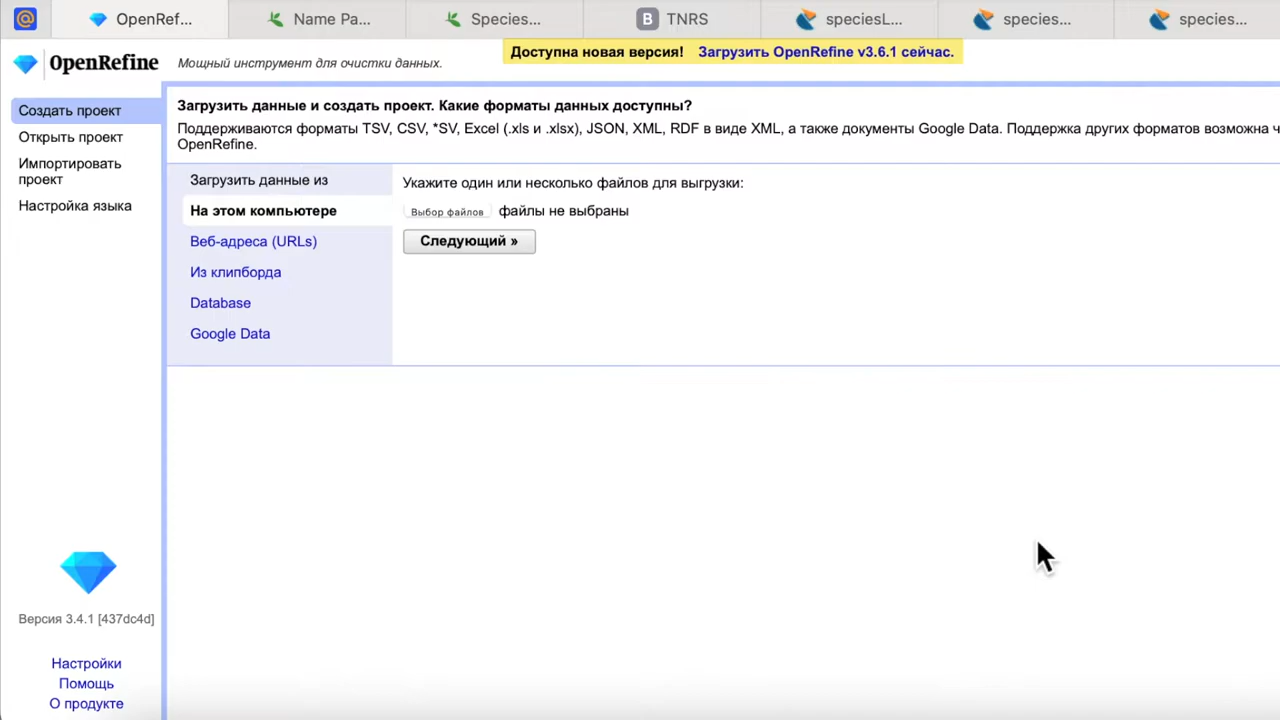 OpenRef...
Name Pa...
Species...
B TNRS
speciesL...
species...
species...
OpenRefine
Мощный инструмент для очистки данных.
Доступна новая версия! Загрузить OpenRefine v3.6.1 сейчас.
Создать проект
Открыть проект
Импортировать
проект
Настройка языка
Загрузить данные и создать проект. Какие форматы данных доступны?
Поддерживаются форматы TSV, CSV, *SV, Excel (.xls и .xlsx), JSON, XML, RDF в виде XML, а также документы Google Data. Поддержка других форматов возможна ч
OpenRefine.
Загрузить данные из
На этом компьютере
Веб-адреса (URLs)
Из клипборда
Database
Google Data
Укажите один или несколько файлов для выгрузки:
Выбор файлов файлы не выбраны
Следующий »
Версия 3.4.1 [437dc4d]
Настройки
Помощь
О продукте